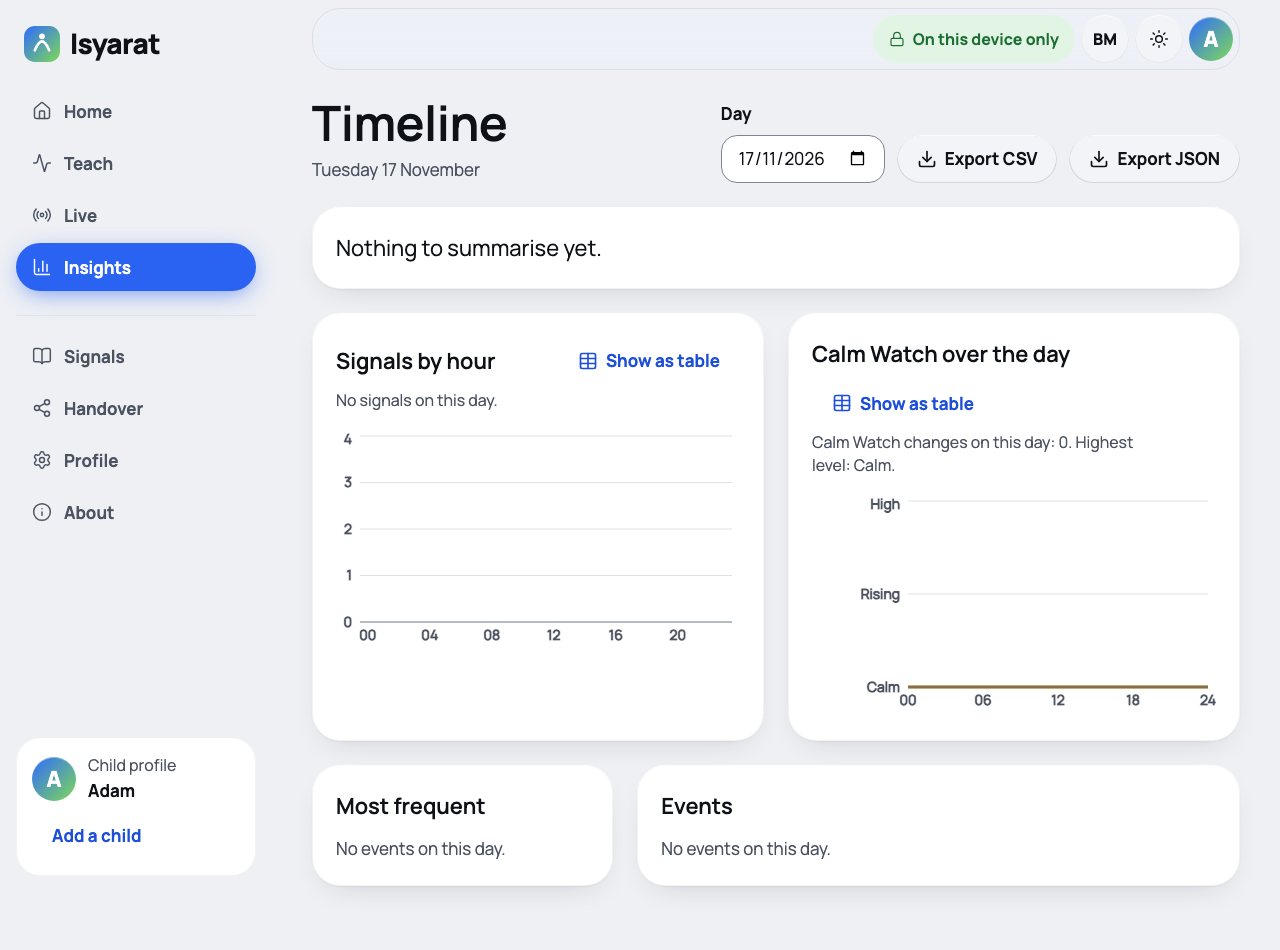 Isyarat
On this device only
BM
A
Home
Teach
Live
Insights
Signals
Handover
Profile
About
A
Child profile
Adam
Add a child
Timeline
Tuesday 17 November
Day
17/11/2026
Export CSV
Export JSON
Nothing to summarise yet.
Signals by hour
Show as table
No signals on this day.
4
3
2
1
0
00 04 08 12 16 20
Calm Watch over the day
Show as table
Calm Watch changes on this day: 0. Highest
level: Calm.
High
Rising
Calm
00 06 12 18 24
Most frequent
No events on this day.
Events
No events on this day.